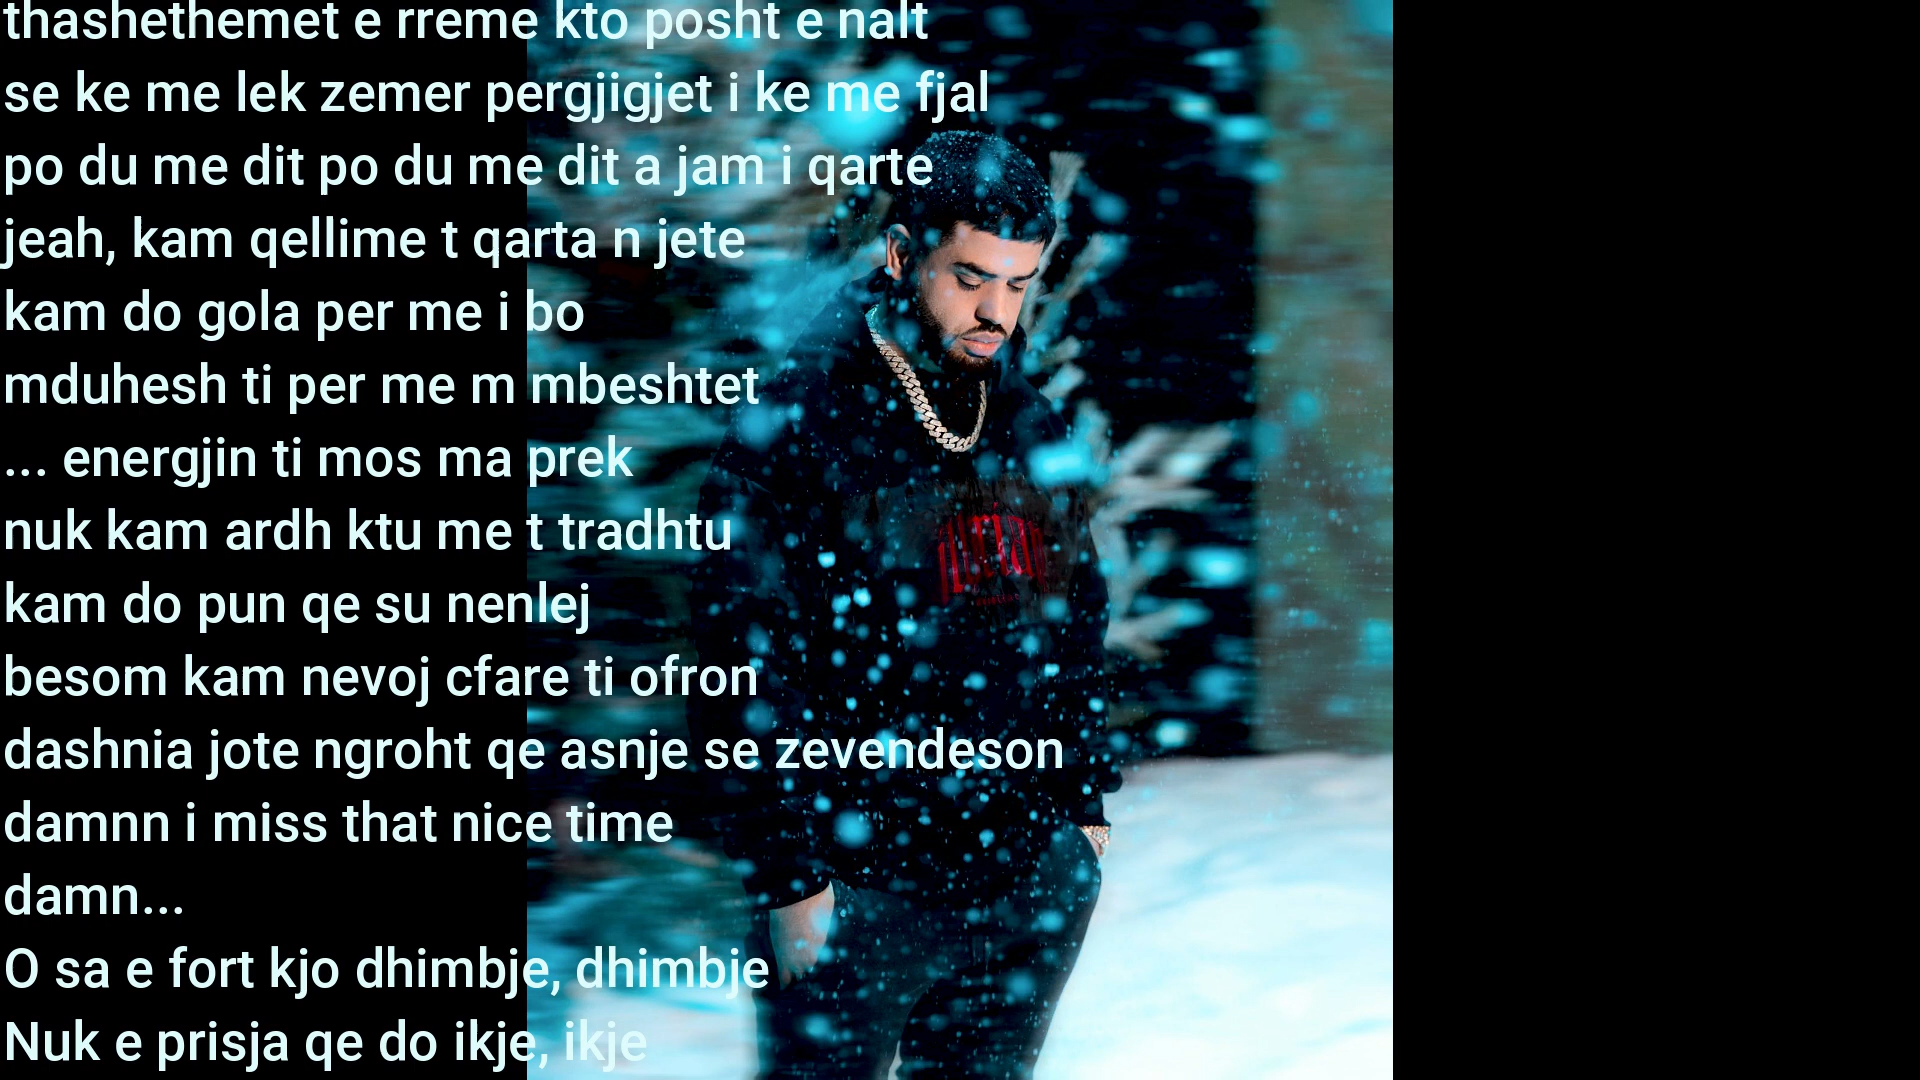 thashethemet e rreme kto posht e nalt
se ke me lek zemer pergjigjet i ke me fjal
po du me dit po du me dit a jam i qarte
jeah, kam qellime t qarta n jete
kam do gola per me i bo
mduhesh ti per me m mbeshtet
... energjin ti mos ma prek
nuk kam ardh ktu me t tradhtu
kam do pun qe su nenlej
besom kam nevoj cfare ti ofron
dashnia jote ngroht qe asnje se zevendeson
damnn i miss that nice time
damn...
O sa e fort kjo dhimbje, dhimbje
Nuk e prisja qe do ikje, ikje